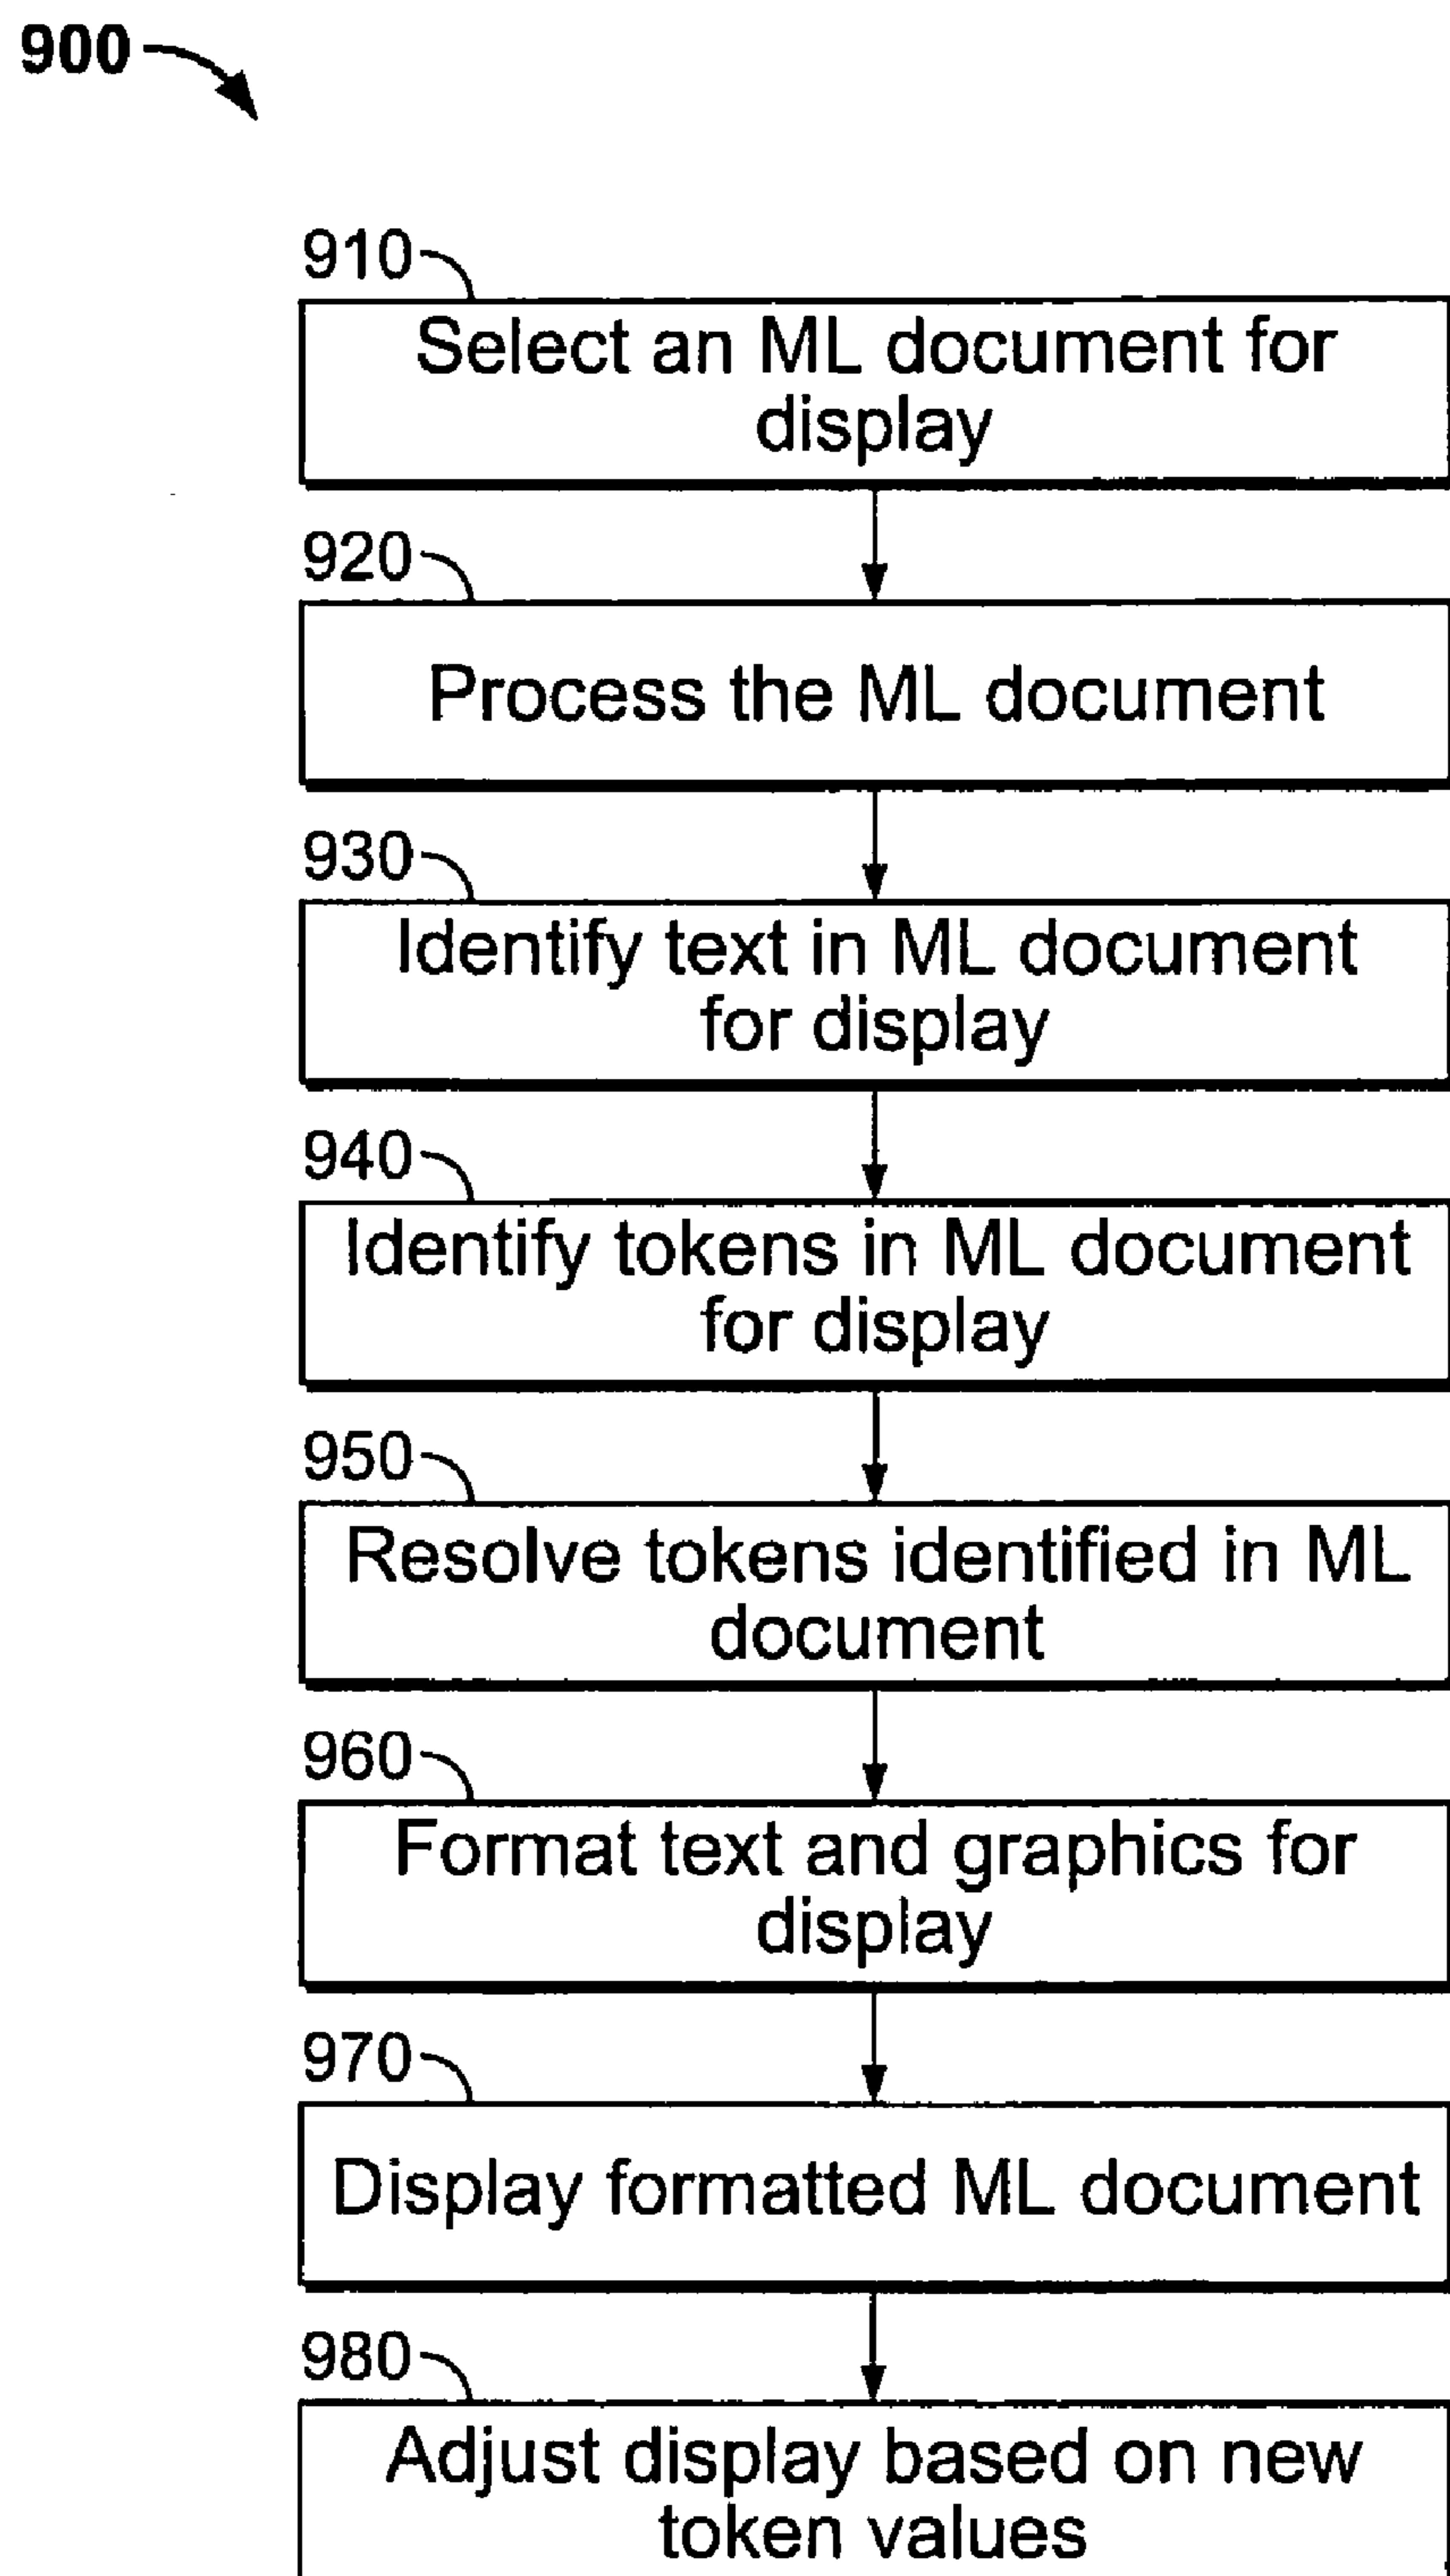 900
910
Select an ML document for
display
920
Process the ML document
930
Identify text in ML document
for display
940
Identify tokens in ML document
for display
950
Resolve tokens identified in ML
document
960
Format text and graphics for
display
970
Display formatted ML document
980
Adjust display based on new
token values